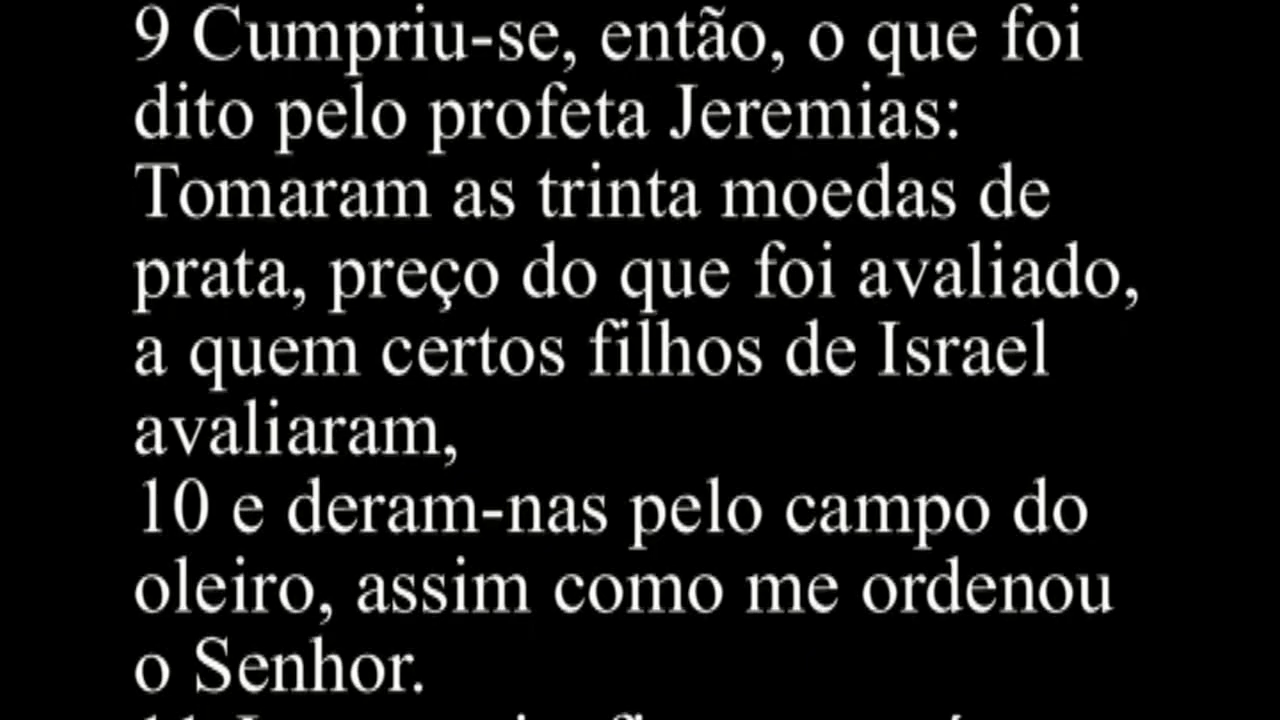 9 Cumpriu-se, então, o que foi
dito pelo profeta Jeremias:
Tomaram as trinta moedas de
prata, preço do que foi avaliado,
a quem certos filhos de Israel
avaliaram,
10 e deram-nas pelo campo do
oleiro, assim como me ordenou
o Senhor.